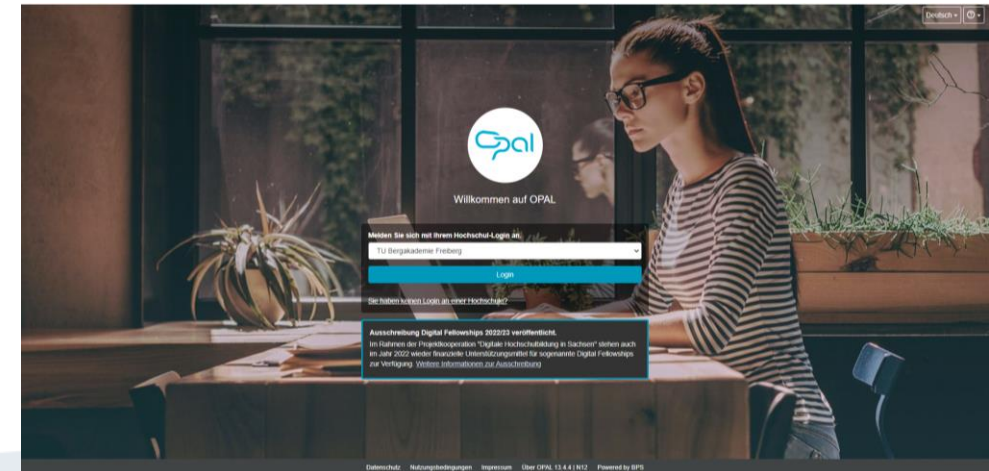 Deutsch
Opal
Willkommen auf OPAL
Melden Sie sich mit Ihrem Hochschul-Login an.
TU Bergakademie Freiberg
Login
Sie haben keinen Login an einer Hochschule?
Ausschreibung Digital Fellowships 2022/23 veröffentlicht.
Im Rahmen der Projektkooperation "Digitale Hochschulbildung in Sachsen" stehen auch
im Jahr 2022 wieder finanzielle Unterstützungsmittel für sogenannte Digital Fellowships
zur Verfügung. Weitere Informationen zur Ausschreibung
Datenschutz Nutzungsbedingungen Impressum Über OPAL 13.4.4 | N12 Powered by BPS